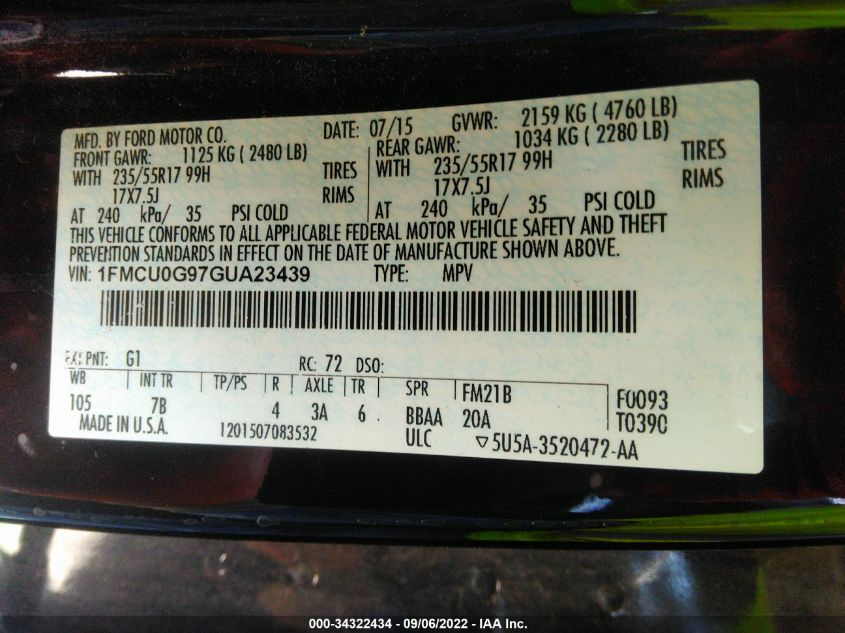 MFD. BY FORD MOTOR CO. DATE: 07/15 GVWR: 2159 KG ( 4760 LB)
FRONT GAWR: 1125 KG ( 2480 LB) REAR GAWR: 1034 KG ( 2280 LB)
WITH 235/55R17 99H TIRES WITH 235/55R17 99H TIRES
17X7.5J RIMS 17X7.5J RIMS
AT 240 kPa/ 35 PSI COLD AT 240 kPa/ 35 PSI COLD
THIS VEHICLE CONFORMS TO ALL APPLICABLE FEDERAL MOTOR VEHICLE SAFETY AND THEFT
PREVENTION STANDARDS IN EFFECT ON THE DATE OF MANUFACTURE SHOWN ABOVE.
VIN: 1FMCU0G97GUA23439 TYPE: MPV
EXT PNT: G1 RC: 72 DSO:
WB INT TR TP/PS R AXLE TR SPR FM21B F0093
105 7B 4 3A 6 BBAA 20A T0390
MADE IN U.S.A. 1201507083532 ULC ▽5U5A-3520472-AA
000-34322434 - 09/06/2022 - IAA Inc.